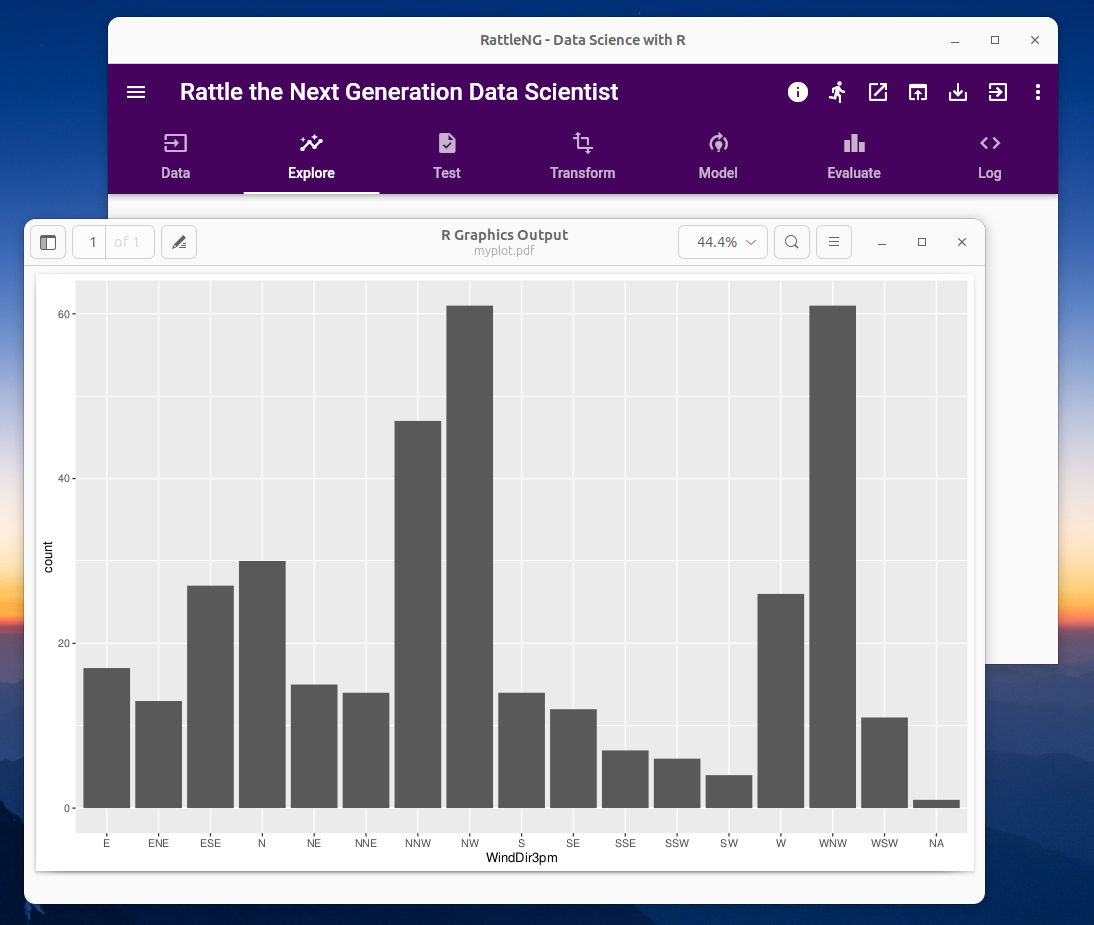 RattleNG - Data Science with R
Rattle the Next Generation Data Scientist
Data Explore Test Transform Model Evaluate Log
R Graphics Output
1 of 1 myplot.pdf 44.4%
60
40
20
0
count
E ENE ESE N NE NNE NNW NW S SE SSE SSW SW W WNW WSW NA
WindDir3pm